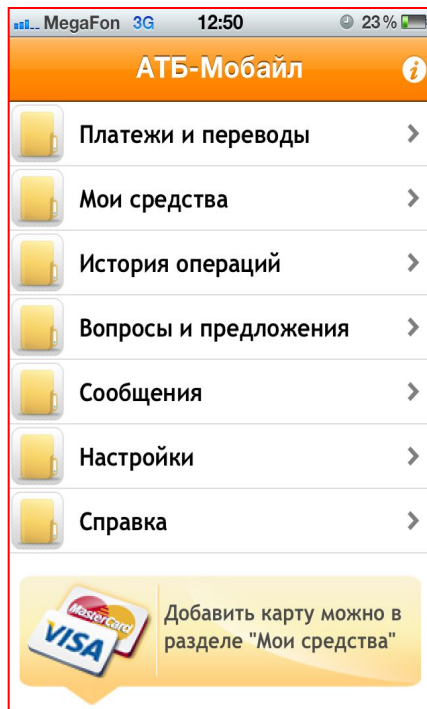 MegaFon 3G 12:50 23%
АТБ-Мобайл
Платежи и переводы
Мои средства
История операций
Вопросы и предложения
Сообщения
Настройки
Справка
MasterCard
VISA
Добавить карту можно в
разделе "Мои средства"